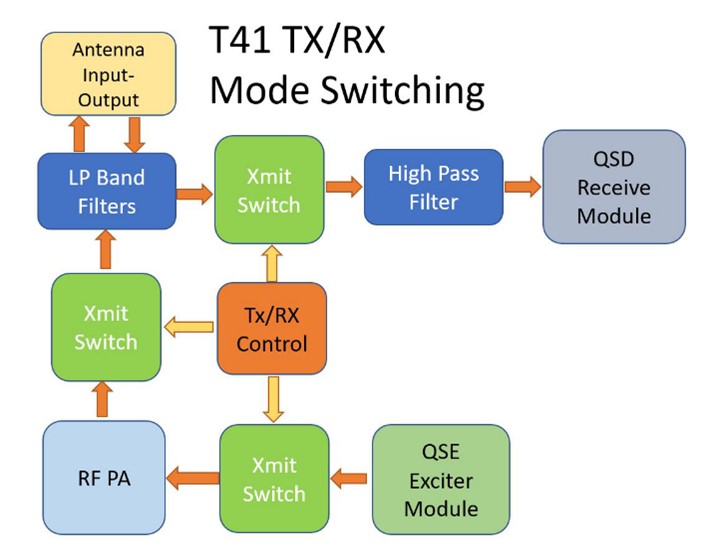 T41 TX/RX
Mode Switching
Antenna
Input-
Output
LP Band
Filters
Xmit
Switch
High Pass
Filter
QSD
Receive
Module
Xmit
Switch
Tx/RX
Control
RF PA
Xmit
Switch
QSE
Exciter
Module